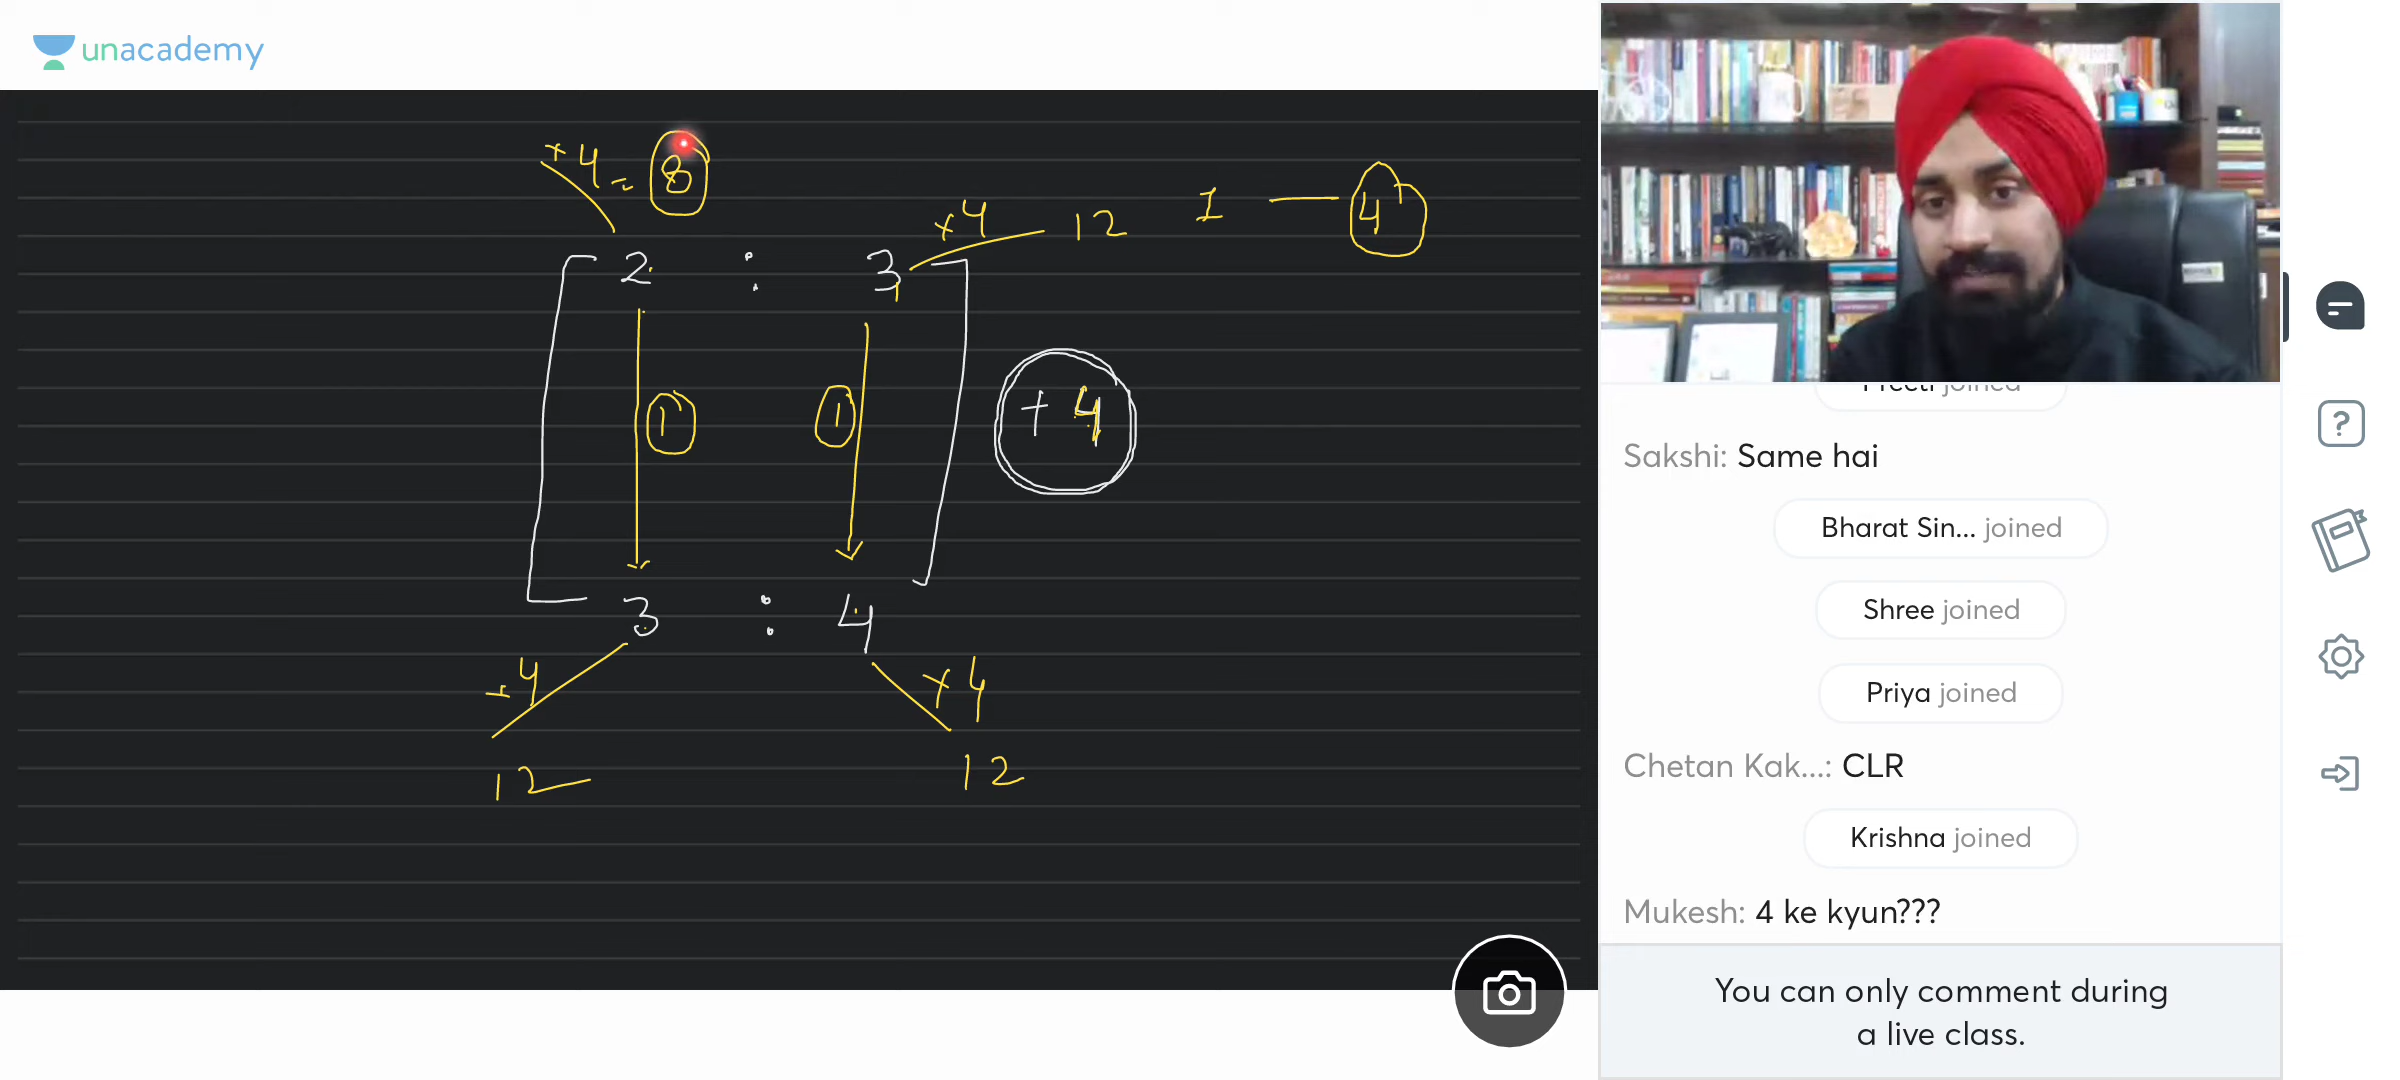 unacademy
×4 = 8
×4 12 1 — 4
2 : 3
1 1 + 4
3 : 4
×4 ×4
12 12
joined
Sakshi: Same hai
Bharat Sin... joined
Shree joined
Priya joined
Chetan Kak...: CLR
Krishna joined
Mukesh: 4 ke kyun???
You can only comment during
a live class.